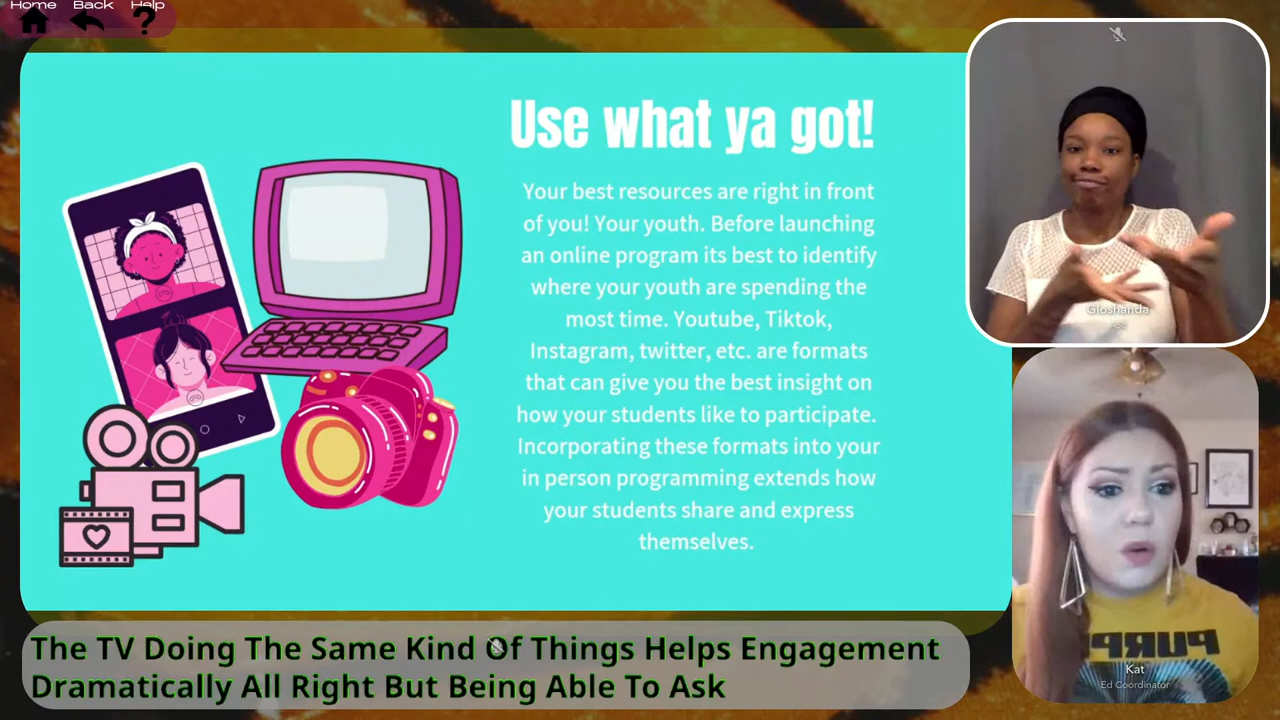 Home Back Help
?
Use what ya got!
Your best resources are right in front
of you! Your youth. Before launching
an online program its best to identify
where your youth are spending the
most time. Youtube, Tiktok,
Instagram, twitter, etc. are formats
that can give you the best insight on
how your students like to participate.
Incorporating these formats into your
in person programming extends how
your students share and express
themselves.
Gloshanda
ASL
PURP
Kat
Ed Coordinator
The TV Doing The Same Kind Of Things Helps Engagement
Dramatically All Right But Being Able To Ask